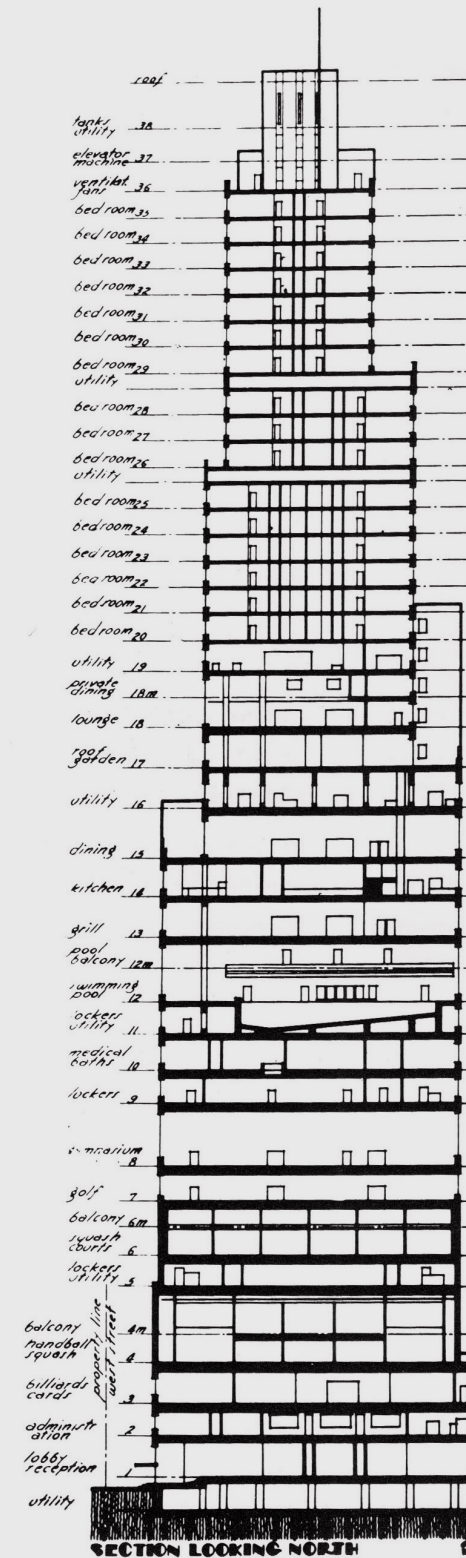 roof
tanks
utility 38
elevator
machine 37
ventilat.
fans 36
bedroom 35
bedroom 34
bedroom 33
bedroom 32
bedroom 31
bedroom 30
bedroom 29
utility
bedroom 28
bedroom 27
bedroom 26
utility
bedroom 25
bedroom 24
bedroom 23
bedroom 22
bedroom 21
bedroom 20
utility 19
private
dining 18m
lounge 18
roof
garden 17
utility 16
dining 15
kitchen 14
grill 13
pool
balcony 12m
swimming
pool 12
lockers
utility 11
medical
baths 10
lockers 9
gymnasium
8
golf 7
balcony 6m
squash
courts 6
lockers
utility 5
balcony 4m
handball
squash 4
property line
west street
billiards
cards 3
administr
ation 2
lobby
reception 1
utility
SECTION LOOKING NORTH